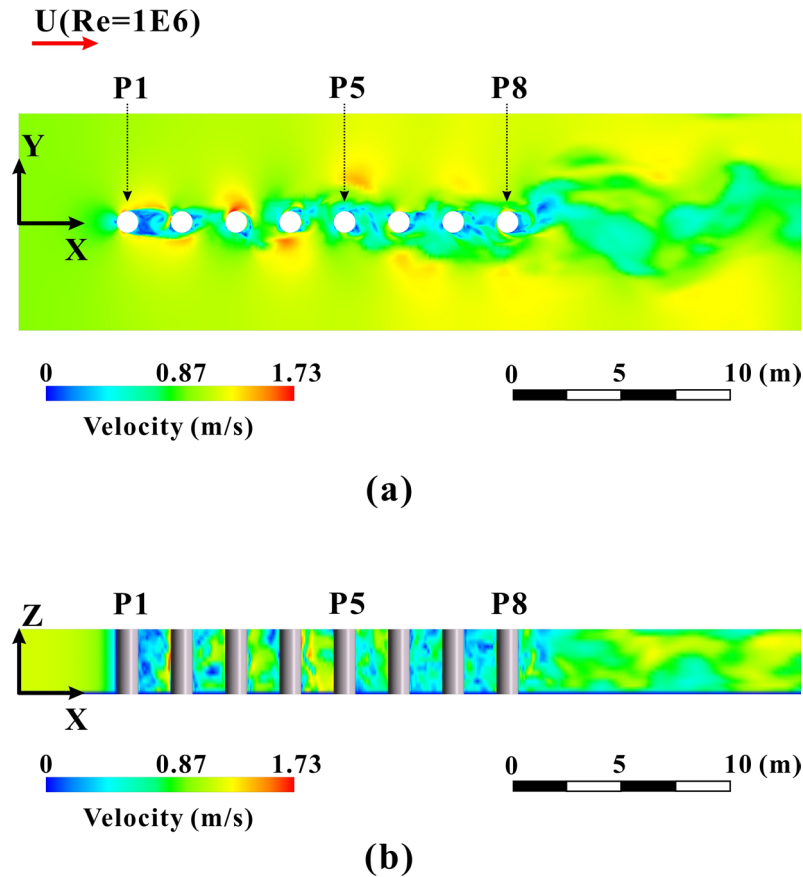 U(Re=1E6)
P1 P5 P8
Y
X
0 0.87 1.73
Velocity (m/s)
0 5 10 (m)
(a)
Z P1 P5 P8
X
0 0.87 1.73
Velocity (m/s)
0 5 10 (m)
(b)